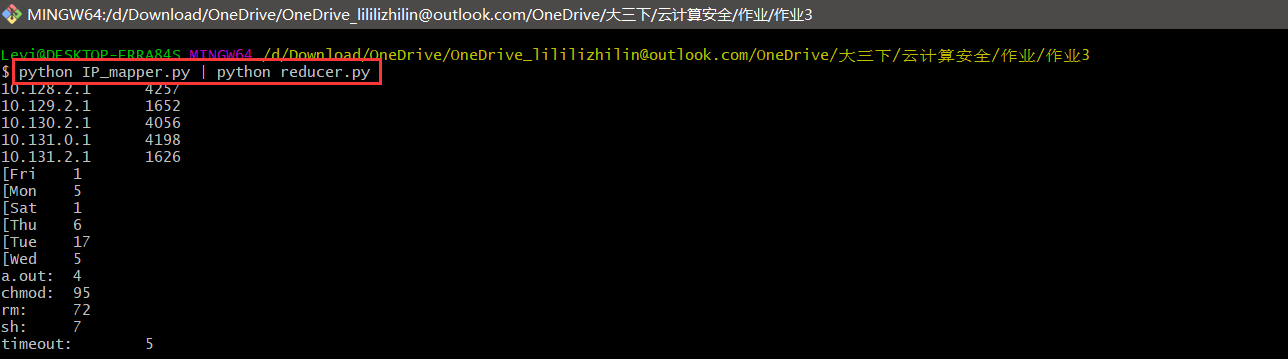 MINGW64:/d/Download/OneDrive/OneDrive_lililizhilin@outlook.com/OneDrive/大三下/云计算安全/作业/作业3
Levi@DESKTOP-ERRA84S MINGW64 /d/Download/OneDrive/OneDrive_lililizhilin@outlook.com/OneDrive/大三下/云计算安全/作业/作业3
$ python IP_mapper.py | python reducer.py
10.128.2.1 4257
10.129.2.1 1652
10.130.2.1 4056
10.131.0.1 4198
10.131.2.1 1626
[Fri 1
[Mon 5
[Sat 1
[Thu 6
[Tue 17
[Wed 5
a.out: 4
chmod: 95
rm: 72
sh: 7
timeout: 5